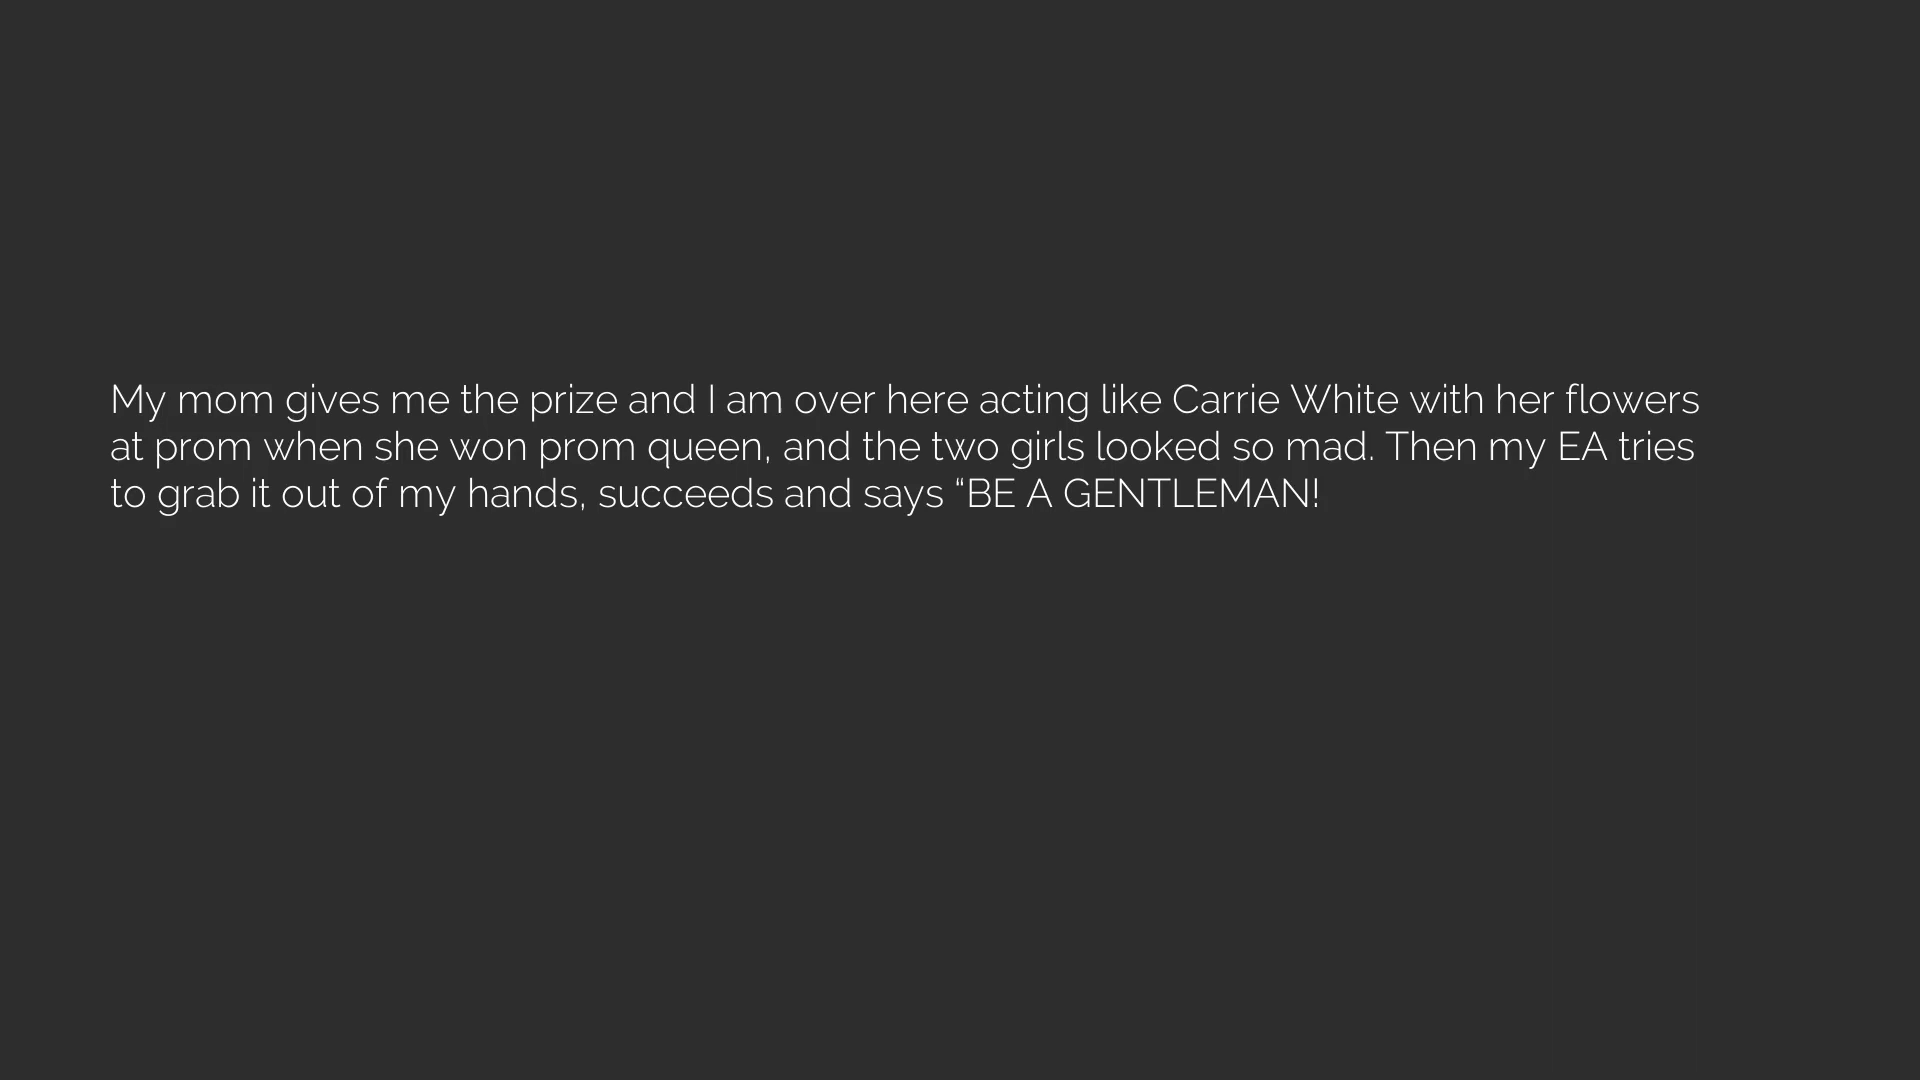 My mom gives me the prize and I am over here acting like Carrie White with her flowers
at prom when she won prom queen, and the two girls looked so mad. Then my EA tries
to grab it out of my hands, succeeds and says “BE A GENTLEMAN!